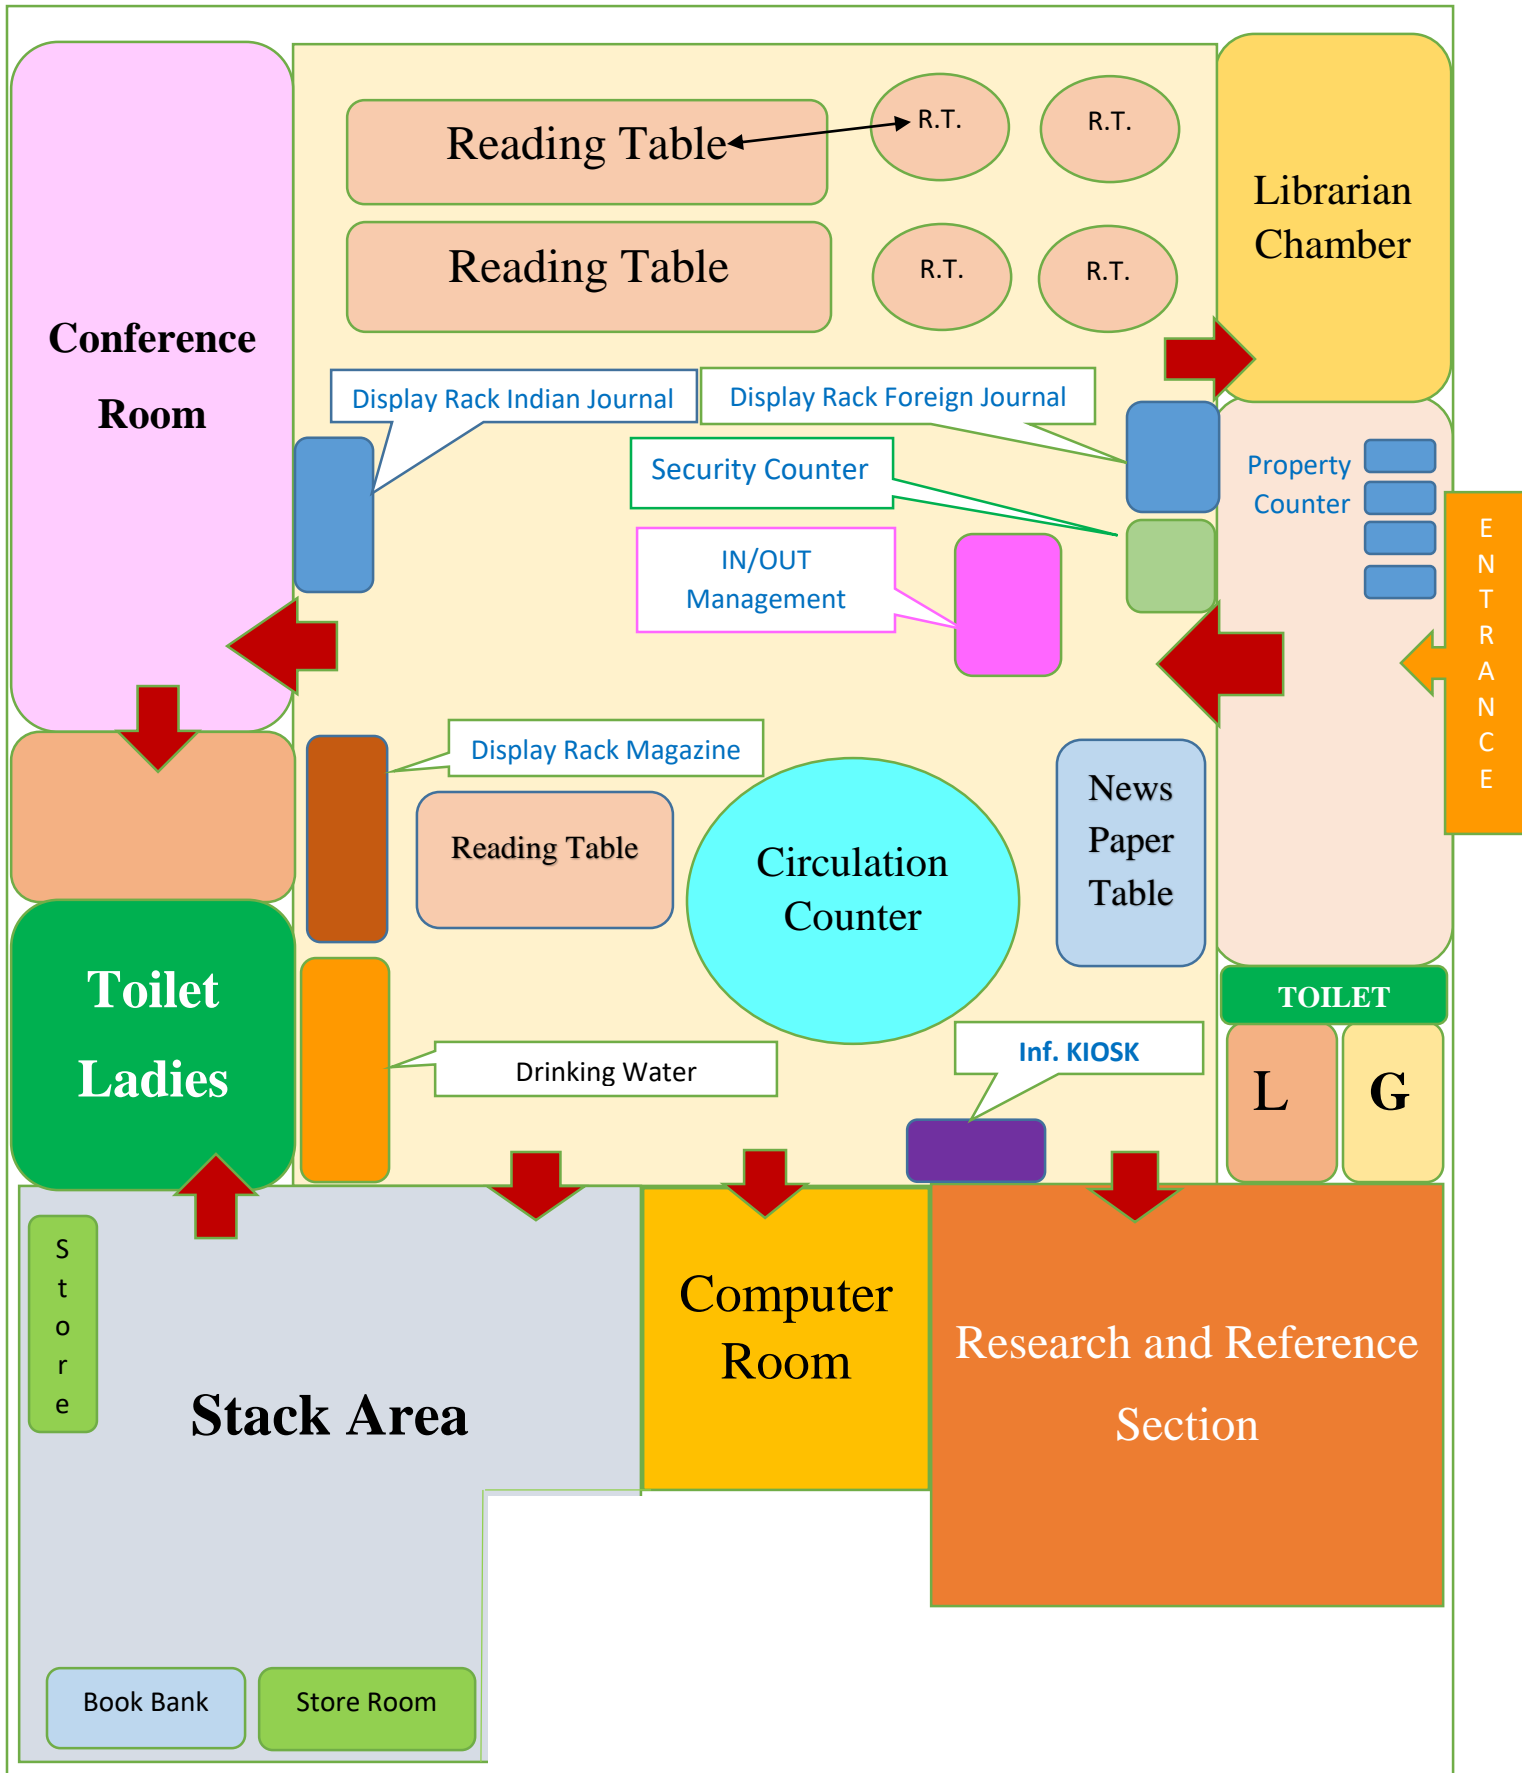 Reading Table
R.T.
R.T.
Librarian
Chamber
Reading Table
R.T.
R.T.
Conference
Room
Display Rack Indian Journal
Display Rack Foreign Journal
Security Counter
Property
Counter
IN/OUT
Management
E
N
T
R
A
N
C
E
Display Rack Magazine
Reading Table
Circulation
Counter
News
Paper
Table
Toilet
Ladies
TOILET
L
G
Drinking Water
Inf. KIOSK
S
t
o
r
e
Stack Area
Computer
Room
Research and Reference
Section
Book Bank
Store Room